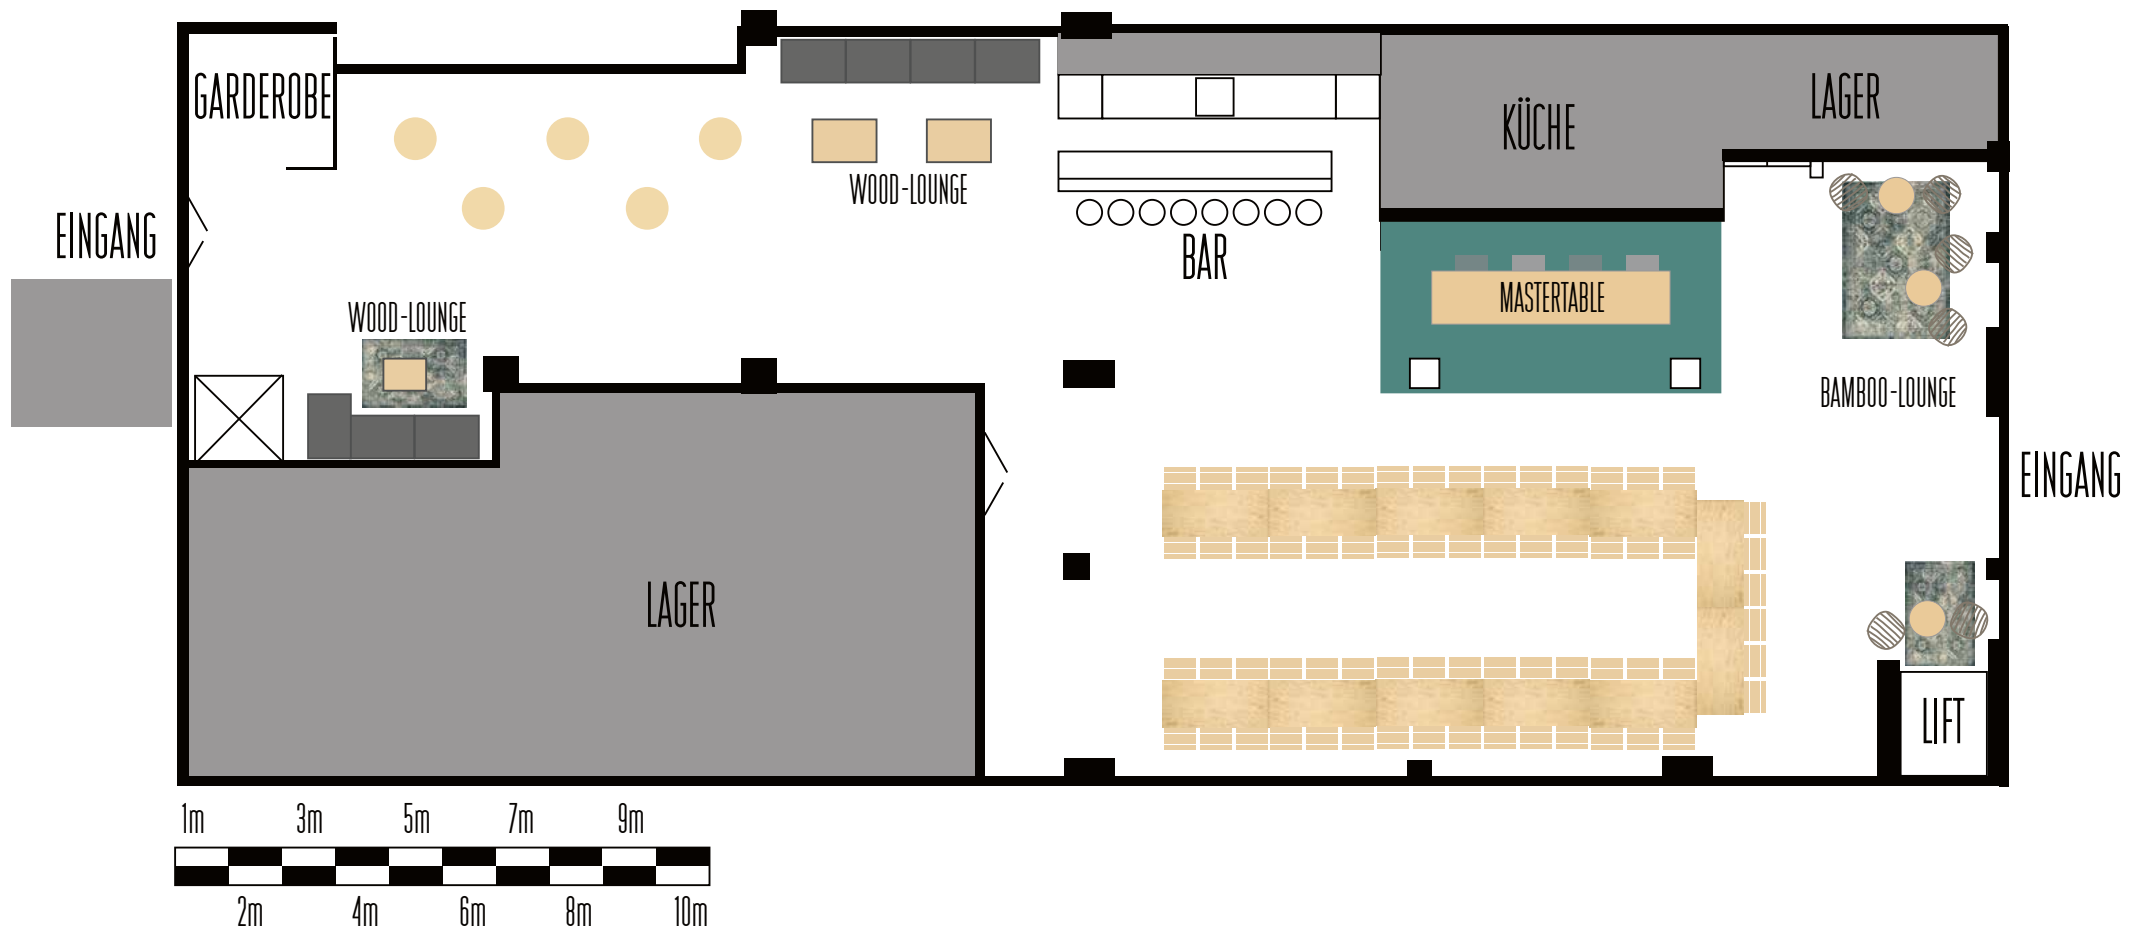 GARDEROBE
LAGER
KÜCHE
WOOD-LOUNGE
EINGANG
BAR
MASTERTABLE
WOOD-LOUNGE
BAMBOO-LOUNGE
EINGANG
LAGER
LIFT
1m 3m 5m 7m 9m
2m 4m 6m 8m 10m